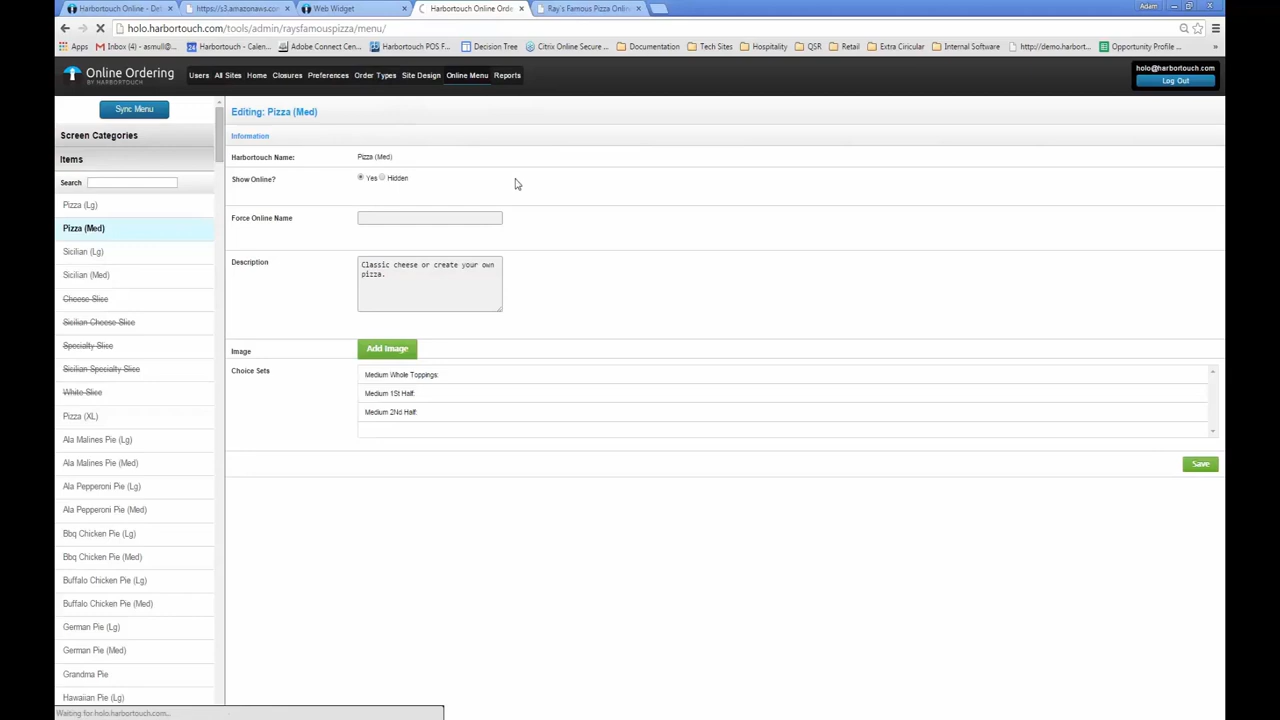 Harbortouch Online - De
https://s3.amazonaws.co
Web Widget
Harbortouch Online Orde
Ray's Famous Pizza Onlin
Adam
holo.harbortouch.com/tools/admin/raysfamouspizza/menu/
Apps
Inbox (4) - asmull@
Harbortouch - Calen...
Adobe Connect Cent...
Harbortouch POS F...
Decision Tree
Citrix Online Secure ...
Documentation
Tech Sites
Hospitality
QSR
Retail
Extra Ciricular
Internal Software
http://demo.harbort...
Opportunity Profile ...
»
Online Ordering
BY HARBORTOUCH
Users
All Sites
Home
Closures
Preferences
Order Types
Site Design
Online Menu
Reports
holo@harbortouch.com
Log Out
Sync Menu
Screen Categories
Items
Search
Pizza (Lg)
Pizza (Med)
Sicilian (Lg)
Sicilian (Med)
Cheese Slice
Sicilian Cheese Slice
Specialty Slice
Sicilian Specialty Slice
White Slice
Pizza (XL)
Ala Malines Pie (Lg)
Ala Malines Pie (Med)
Ala Pepperoni Pie (Lg)
Ala Pepperoni Pie (Med)
Bbq Chicken Pie (Lg)
Bbq Chicken Pie (Med)
Buffalo Chicken Pie (Lg)
Buffalo Chicken Pie (Med)
German Pie (Lg)
German Pie (Med)
Grandma Pie
Hawaiian Pie (Lg)
Editing: Pizza (Med)
Information
Harbortouch Name:
Pizza (Med)
Show Online?
Yes
Hidden
Force Online Name
Description
Classic cheese or create your own
pizza.
Image
Add Image
Choice Sets
Medium Whole Toppings:
Medium 1St Half:
Medium 2Nd Half:
Save
Waiting for holo.harbortouch.com...